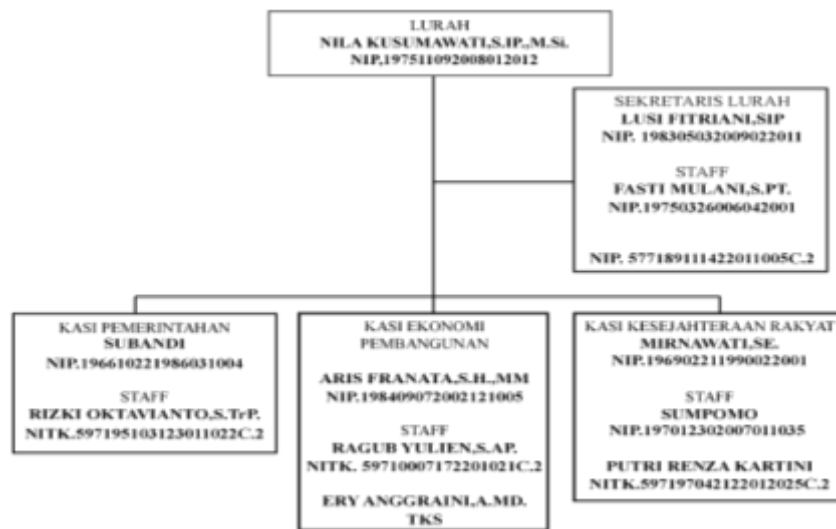 LURAH
NILA KUSUMAWATI,S.IP.,M.Si.
NIP,197511092008012012
SEKRETARIS LURAH
LUSI FITRIANI,SIP
NIP. 198305032009022011
STAFF
FASTI MULANI,S.PT.
NIP.19750326006042001
NIP. 577189111422011005C.2
KASI PEMERINTAHAN
SUBANDI
NIP.196610221986031004
STAFF
RIZKI OKTAVIANTO,S.TrP.
NITK.597195103123011022C.2
KASI EKONOMI
PEMBANGUNAN
ARIS FRANATA,S.H.,MM
NIP.198409072002121005
STAFF
RAGUB YULIEN,S.AP.
NITK. 597100071722201021C.2
ERY ANGGRAINI,A.MD.
TKS
KASI KESEJAHTERAAN RAKYAT
MIRNAWATI,SE.
NIP.196902211990022001
STAFF
SUMPOMO
NIP.197012302007011035
PUTRI RENZA KARTINI
NITK.597197042122012025C.2